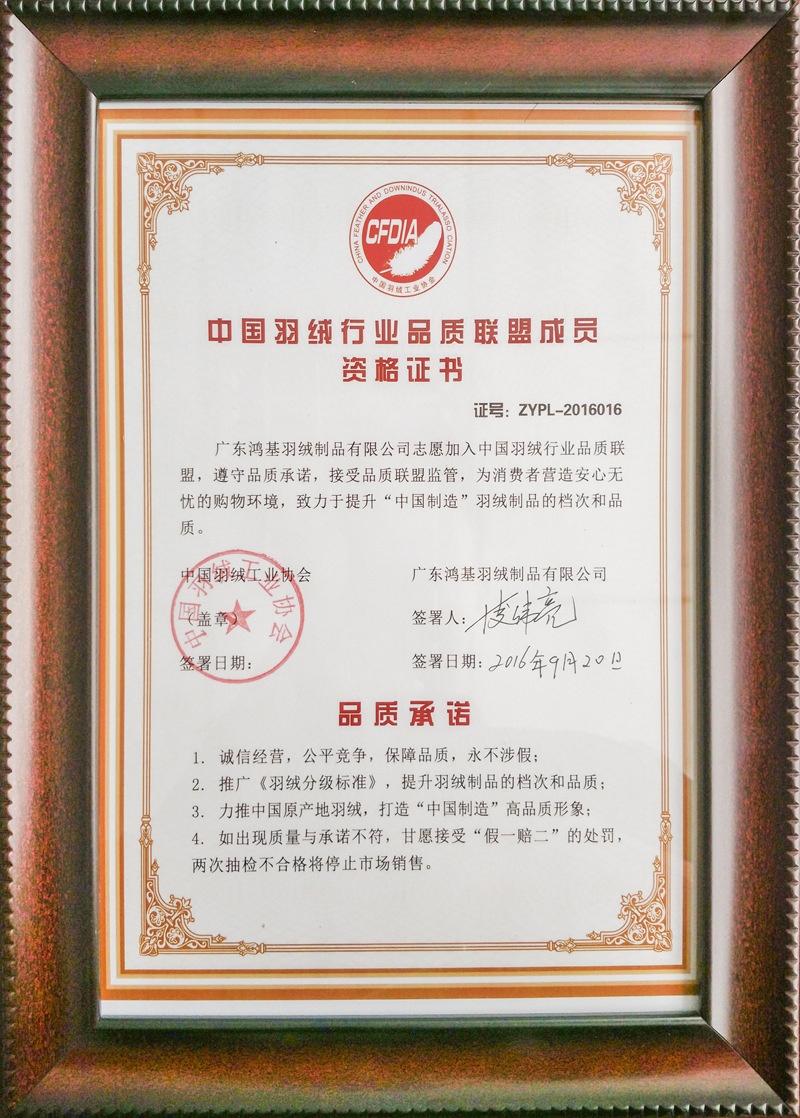 CHINA FEATHER AND DOWNINDUS TRIALASSO CIATION
CFDIA
中国羽绒工业协会
中国羽绒行业品质联盟成员
资格证书
证号：ZYPL-2016016
广东鸿基羽绒制品有限公司志愿加入中国羽绒行业品质联
盟，遵守品质承诺，接受品质联盟监管，为消费者营造安心无
忧的购物环境，致力于提升“中国制造”羽绒制品的档次和品
质。
中国羽绒工业协会
广东鸿基羽绒制品有限公司
（盖章）
中国羽绒工业协会
签署人：
签署日期：
签署日期：2016年9月20日
品质承诺
1. 诚信经营，公平竞争，保障品质，永不涉假；
2. 推广《羽绒分级标准》，提升羽绒制品的档次和品质；
3. 力推中国原产地羽绒，打造“中国制造”高品质形象；
4. 如出现质量与承诺不符，甘愿接受“假一赔二”的处罚，
两次抽检不合格将停止市场销售。